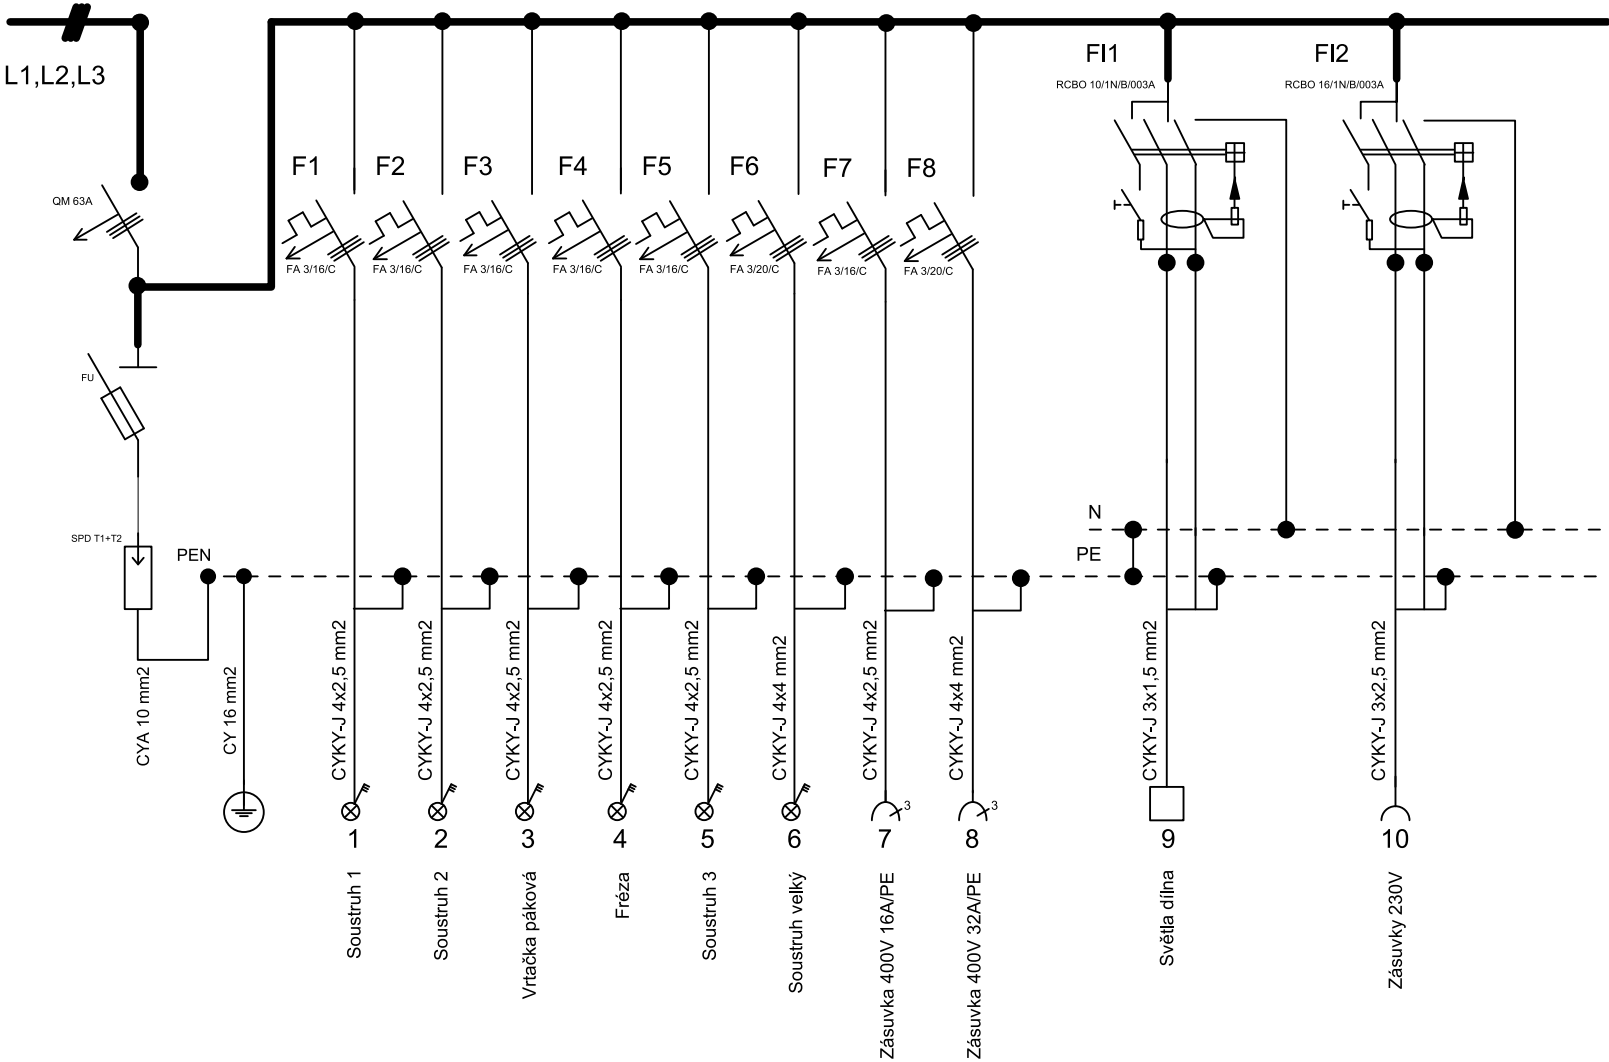 L1,L2,L3
QM 63A
FU
SPD T1+T2
PEN
CYA 10 mm2
CY 16 mm2
F1
F2
F3
F4
F5
F6
F7
F8
FA 3/16/C
FA 3/16/C
FA 3/16/C
FA 3/16/C
FA 3/16/C
FA 3/20/C
FA 3/16/C
FA 3/20/C
FI1
RCBO 10/1N/B/003A
FI2
RCBO 16/1N/B/003A
N
PE
CYKY-J 4x2,5 mm2
CYKY-J 4x2,5 mm2
CYKY-J 4x2,5 mm2
CYKY-J 4x2,5 mm2
CYKY-J 4x2,5 mm2
CYKY-J 4x4 mm2
CYKY-J 4x2,5 mm2
CYKY-J 4x4 mm2
CYKY-J 3x1,5 mm2
CYKY-J 3x2,5 mm2
3
3
1
2
3
4
5
6
7
8
9
10
Soustruh 1
Soustruh 2
Vrtačka páková
Fréza
Soustruh 3
Soustruh velký
Zásuvka 400V 16A/PE
Zásuvka 400V 32A/PE
Světla dílna
Zásuvky 230V